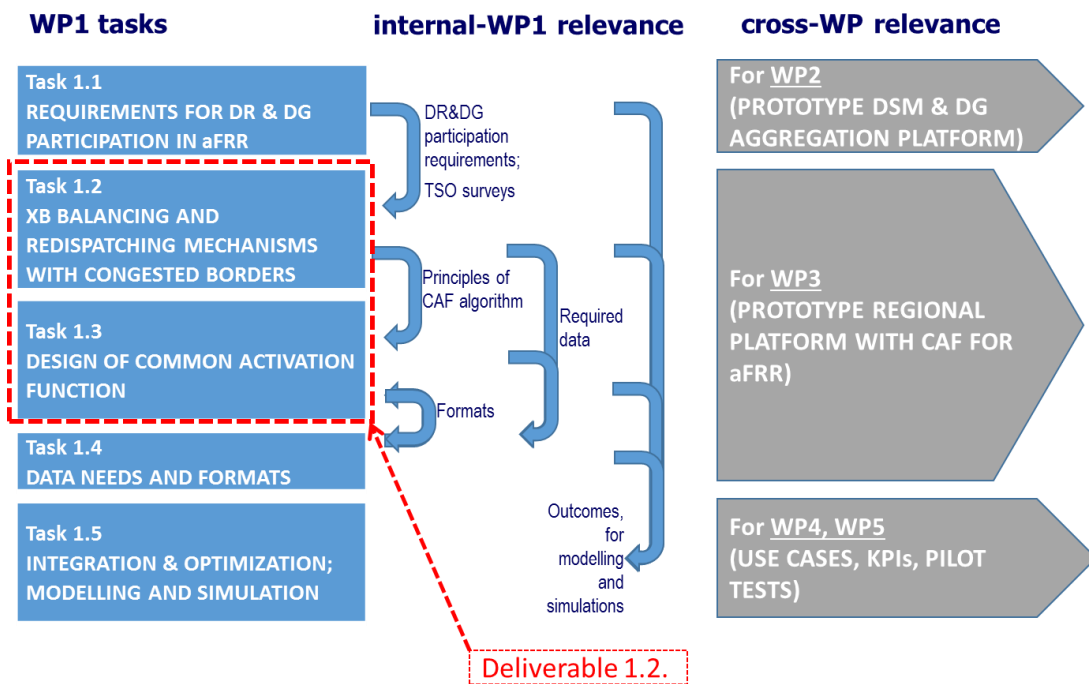 WP1 tasks
internal-WP1 relevance
cross-WP relevance
Task 1.1
REQUIREMENTS FOR DR & DG
PARTICIPATION IN aFRR
Task 1.2
XB BALANCING AND
REDISPATCHING MECHANISMS
WITH CONGESTED BORDERS
Task 1.3
DESIGN OF COMMON ACTIVATION
FUNCTION
Task 1.4
DATA NEEDS AND FORMATS
Task 1.5
INTEGRATION & OPTIMIZATION;
MODELLING AND SIMULATION
DR&DG
participation
requirements;
TSO surveys
Principles of
CAF algorithm
Required
data
Formats
Outcomes,
for
modelling
and
simulations
For WP2
(PROTOTYPE DSM & DG
AGGREGATION PLATFORM)
For WP3
(PROTOTYPE REGIONAL
PLATFORM WITH CAF FOR
aFRR)
For WP4, WP5
(USE CASES, KPIs, PILOT
TESTS)
Deliverable 1.2.